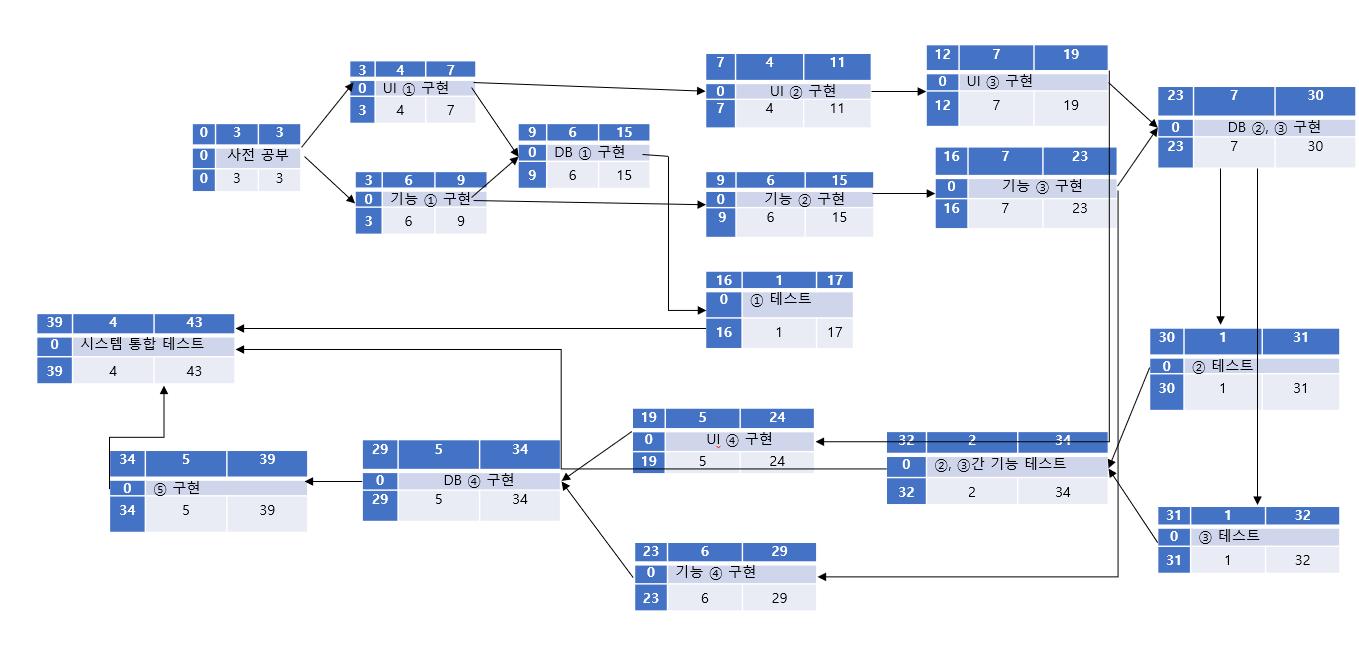 3 4 7
0 UI ① 구현
3 4 7
0 3 3
0 사전 공부
0 3 3
9 6 15
0 DB ① 구현
9 6 15
3 6 9
0 기능 ① 구현
3 6 9
7 4 11
0 UI ② 구현
7 4 11
12 7 19
0 UI ③ 구현
12 7 19
23 7 30
0 DB ②, ③ 구현
23 7 30
9 6 15
0 기능 ② 구현
9 6 15
16 7 23
0 기능 ③ 구현
16 7 23
16 1 17
0 ① 테스트
16 1 17
39 4 43
0 시스템 통합 테스트
39 4 43
30 1 31
0 ② 테스트
30 1 31
19 5 24
0 UI ④ 구현
19 5 24
32 2 34
0 ②, ③간 기능 테스트
32 2 34
29 5 34
0 DB ④ 구현
29 5 34
34 5 39
0 ⑤ 구현
34 5 39
31 1 32
0 ③ 테스트
31 1 32
23 6 29
0 기능 ④ 구현
23 6 29